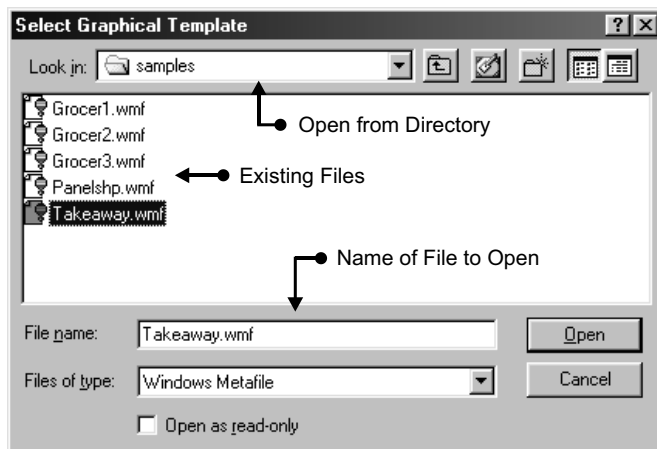 Select Graphical Template
Look in: samples
Open from Directory
Grocer1.wmf
Grocer2.wmf
Grocer3.wmf
Existing Files
Panelshp.wmf
Takeaway.wmf
Name of File to Open
File name: Takeaway.wmf Open
Files of type: Windows Metafile Cancel
Open as read-only